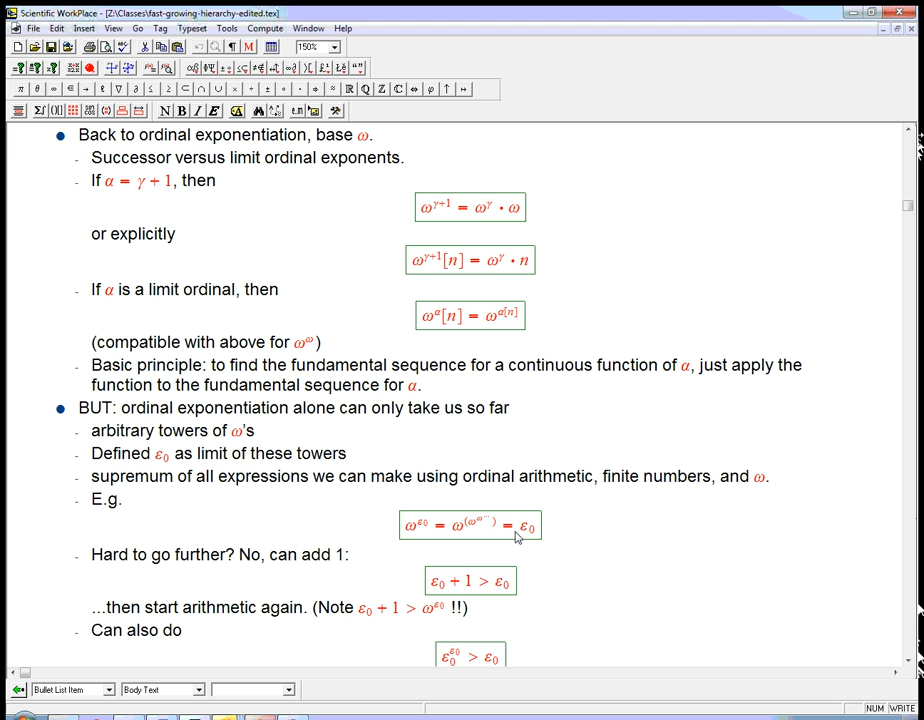 Scientific WorkPlace - [Z:\Classes\fast-growing-hierarchy-edited.tex]
File Edit Insert View Go Tag Typeset Tools Compute Window Help
150%
N B I E
• Back to ordinal exponentiation, base ω.
- Successor versus limit ordinal exponents.
- If α = γ + 1, then
ω^{γ+1} = ω^γ • ω
or explicitly
ω^{γ+1}[n] = ω^γ • n
- If α is a limit ordinal, then
ω^α[n] = ω^{α[n]}
(compatible with above for ω^ω)
- Basic principle: to find the fundamental sequence for a continuous function of α, just apply the
function to the fundamental sequence for α.
• BUT: ordinal exponentiation alone can only take us so far
- arbitrary towers of ω's
- Defined ε₀ as limit of these towers
- supremum of all expressions we can make using ordinal arithmetic, finite numbers, and ω.
- E.g.
ω^{ε₀} = ω^{(ω^{ω^{...}})} = ε₀
- Hard to go further? No, can add 1:
ε₀ + 1 > ε₀
...then start arithmetic again. (Note ε₀ + 1 > ω^{ε₀} !!)
- Can also do
ε₀^{ε₀} > ε₀
Bullet List Item Body Text
NUM WRITE